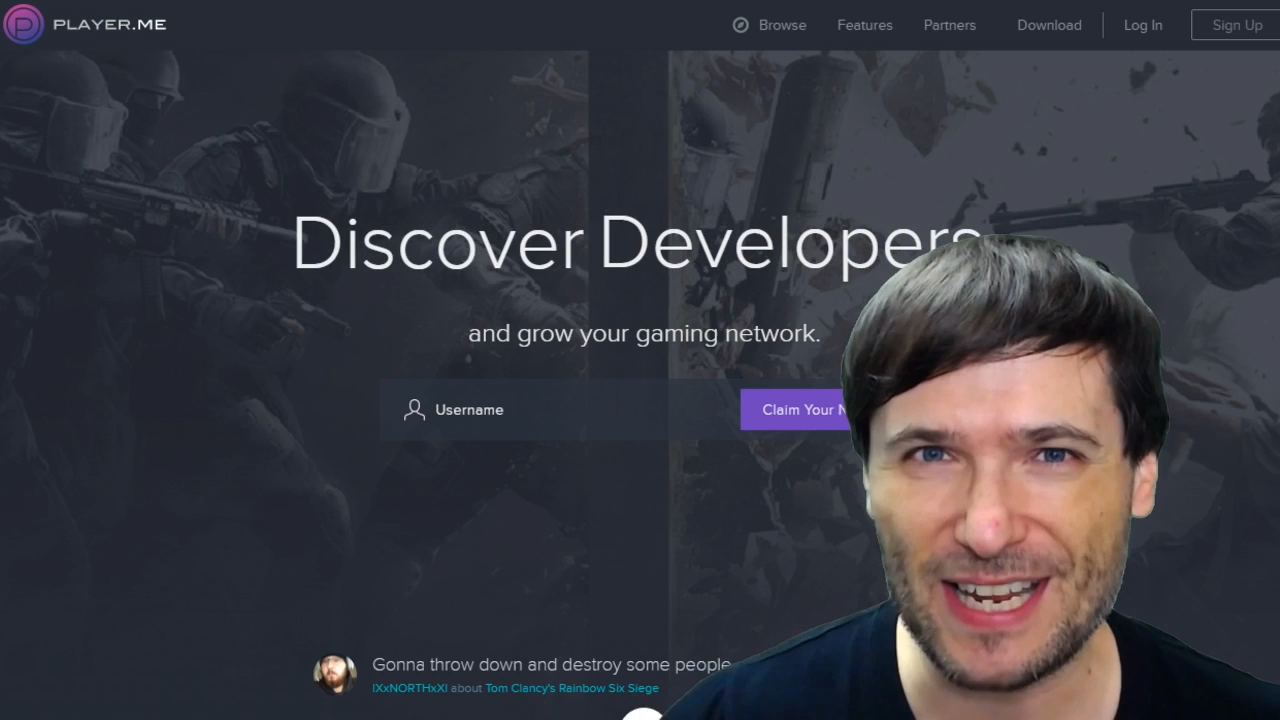 PLAYER.ME
Browse
Features
Partners
Download
Log In
Sign Up
Discover Developers
and grow your gaming network.
Username
Claim Your
Gonna throw down and destroy some people
IXxNORTHxXI about Tom Clancy's Rainbow Six Siege